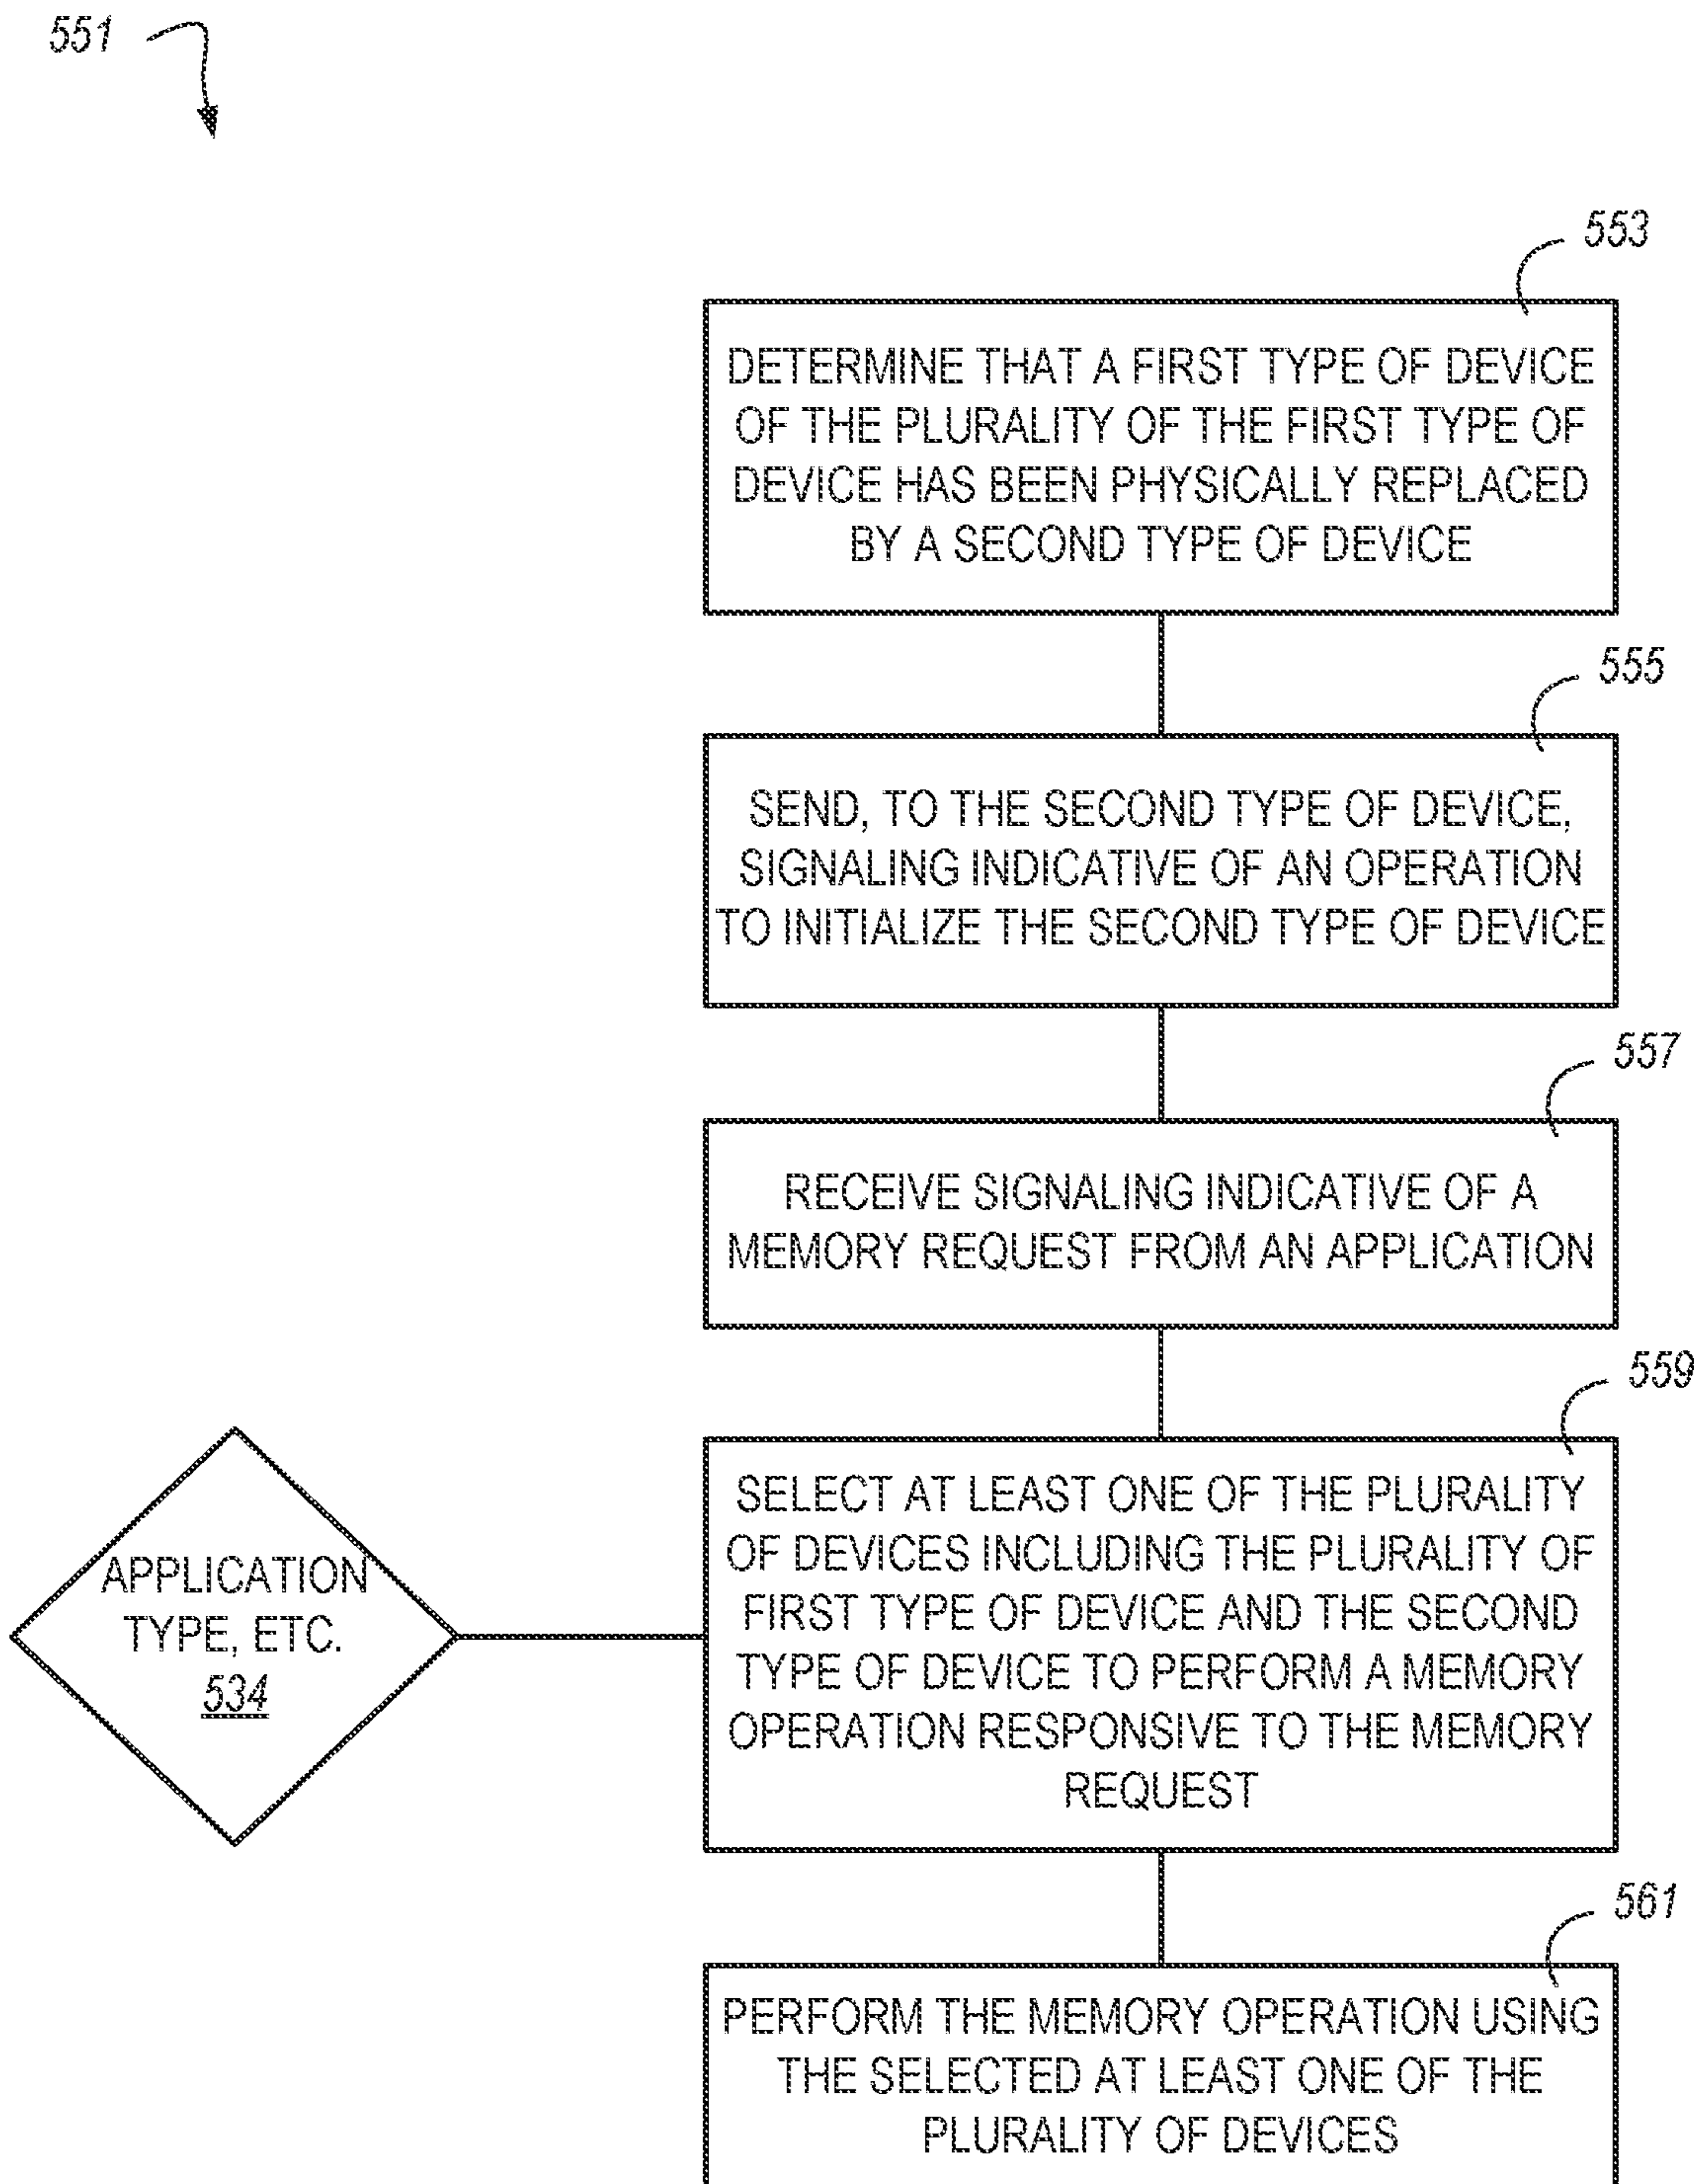 551
553
DETERMINE THAT A FIRST TYPE OF DEVICE
OF THE PLURALITY OF THE FIRST TYPE OF
DEVICE HAS BEEN PHYSICALLY REPLACED
BY A SECOND TYPE OF DEVICE
555
SEND, TO THE SECOND TYPE OF DEVICE,
SIGNALING INDICATIVE OF AN OPERATION
TO INITIALIZE THE SECOND TYPE OF DEVICE
557
RECEIVE SIGNALING INDICATIVE OF A
MEMORY REQUEST FROM AN APPLICATION
559
APPLICATION
TYPE, ETC.
534
SELECT AT LEAST ONE OF THE PLURALITY
OF DEVICES INCLUDING THE PLURALITY OF
FIRST TYPE OF DEVICE AND THE SECOND
TYPE OF DEVICE TO PERFORM A MEMORY
OPERATION RESPONSIVE TO THE MEMORY
REQUEST
561
PERFORM THE MEMORY OPERATION USING
THE SELECTED AT LEAST ONE OF THE
PLURALITY OF DEVICES